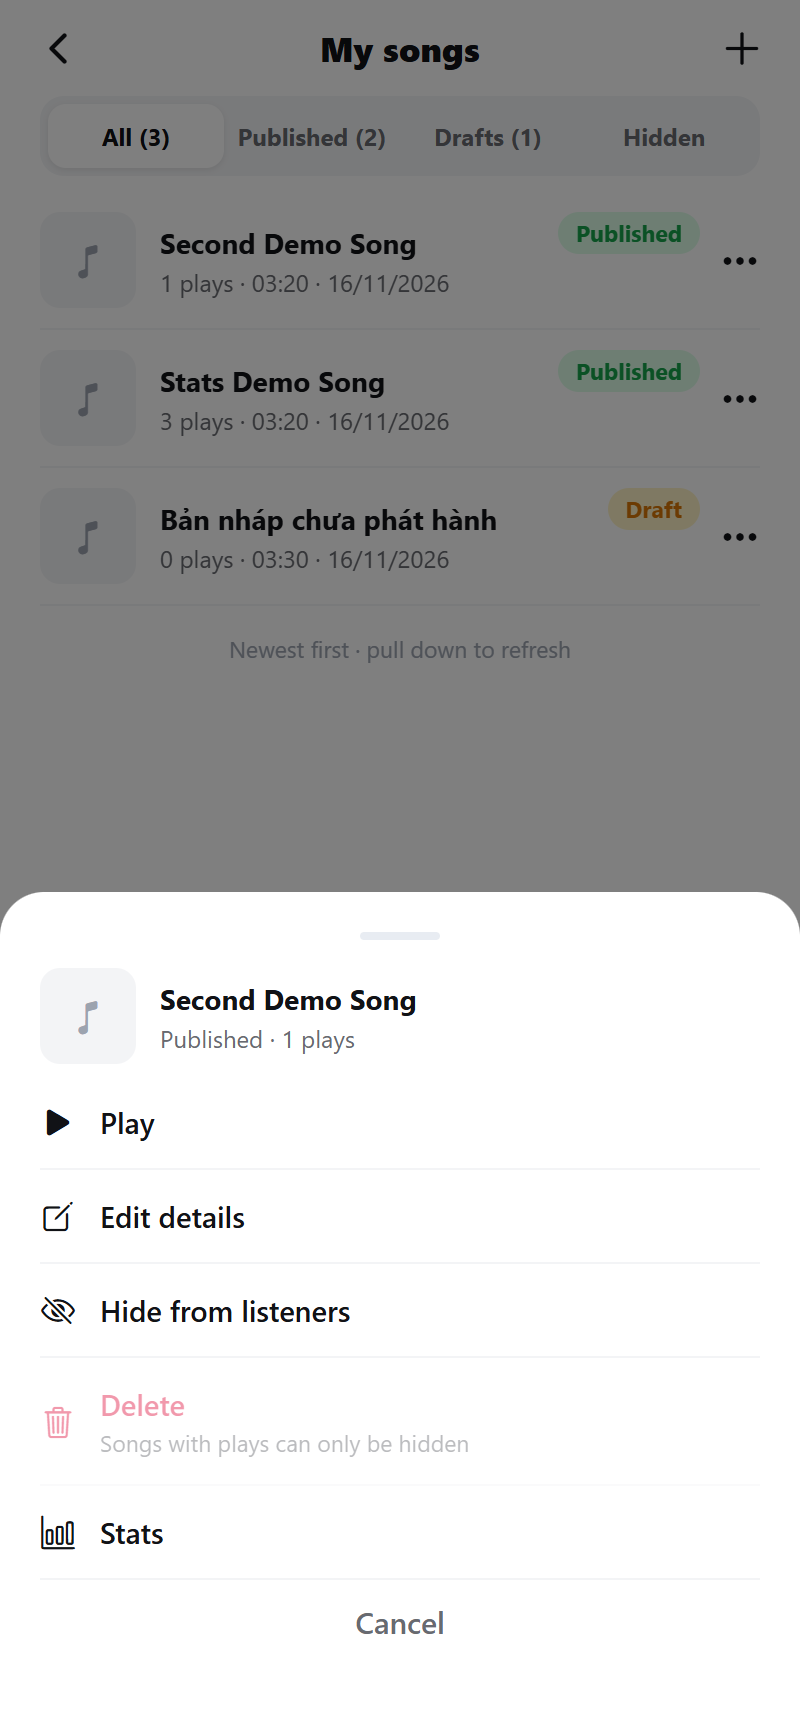 My songs
All (3)
Published (2)
Drafts (1)
Hidden
Second Demo Song
Published
1 plays · 03:20 · 16/11/2026
Stats Demo Song
Published
3 plays · 03:20 · 16/11/2026
Bản nháp chưa phát hành
Draft
0 plays · 03:30 · 16/11/2026
Newest first · pull down to refresh
Second Demo Song
Published · 1 plays
Play
Edit details
Hide from listeners
Delete
Songs with plays can only be hidden
Stats
Cancel